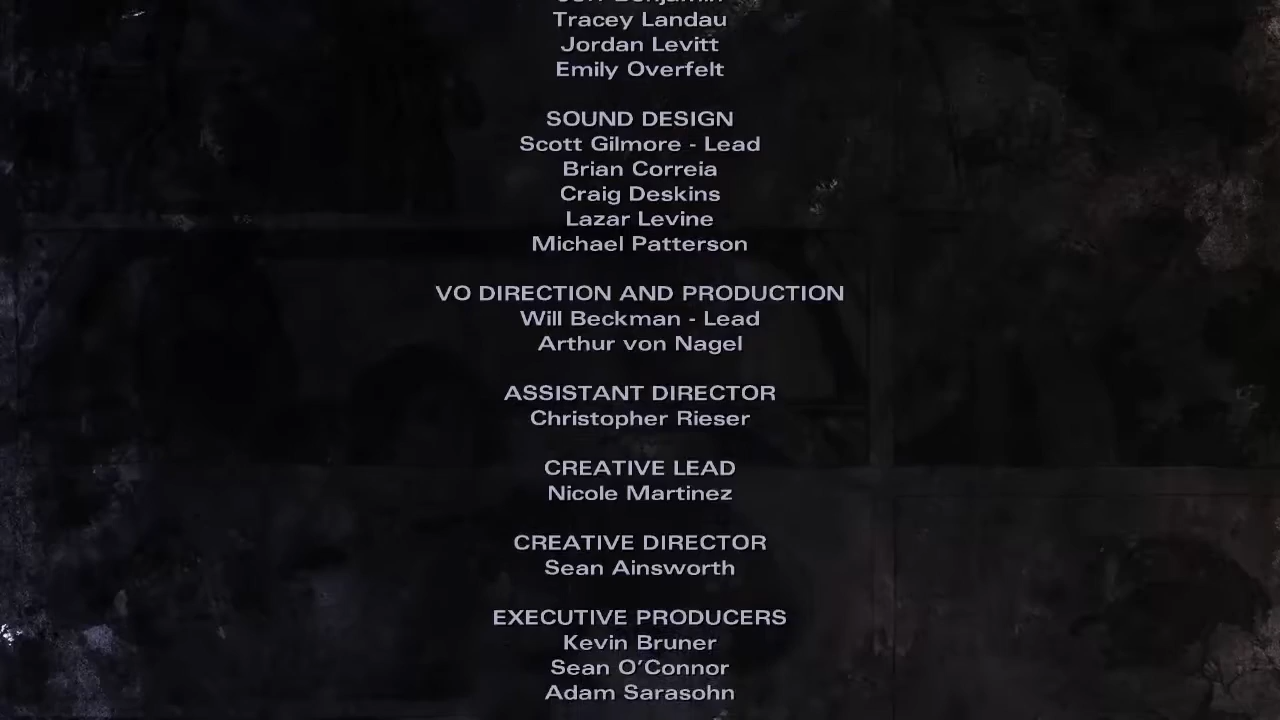 Tracey Landau
Jordan Levitt
Emily Overfelt
SOUND DESIGN
Scott Gilmore - Lead
Brian Correia
Craig Deskins
Lazar Levine
Michael Patterson
VO DIRECTION AND PRODUCTION
Will Beckman - Lead
Arthur von Nagel
ASSISTANT DIRECTOR
Christopher Rieser
CREATIVE LEAD
Nicole Martinez
CREATIVE DIRECTOR
Sean Ainsworth
EXECUTIVE PRODUCERS
Kevin Bruner
Sean O'Connor
Adam Sarasohn